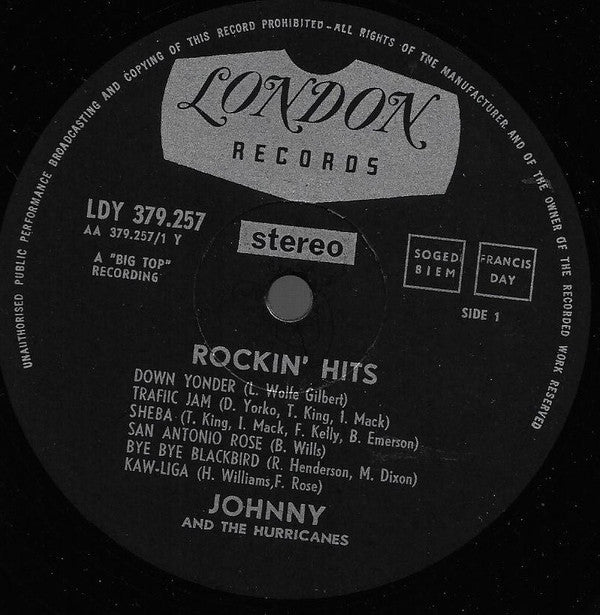 UNAUTHORISED PUBLIC PERFORMANCE BROADCASTING AND COPYING OF THIS RECORD PROHIBITED - ALL RIGHTS OF THE MANUFACTURER AND OF THE OWNER OF THE RECORDED WORK RESERVED
LONDON
RECORDS
LDY 379.257
AA 379.257/1 Y
A "BIG TOP"
RECORDING
stereo
SOGEDI
BIEM
FRANCIS
DAY
SIDE 1
ROCKIN' HITS
DOWN YONDER (L. Wolfe Gilbert)
TRAFIIC JAM (D. Yorko, T. King, I. Mack)
SHEBA (T. King, I. Mack, F. Kelly, B. Emerson)
SAN ANTONIO ROSE (B. Wills)
BYE BYE BLACKBIRD (R. Henderson, M. Dixon)
KAW-LIGA (H. Williams,F. Rose)
JOHNNY
AND THE HURRICANES